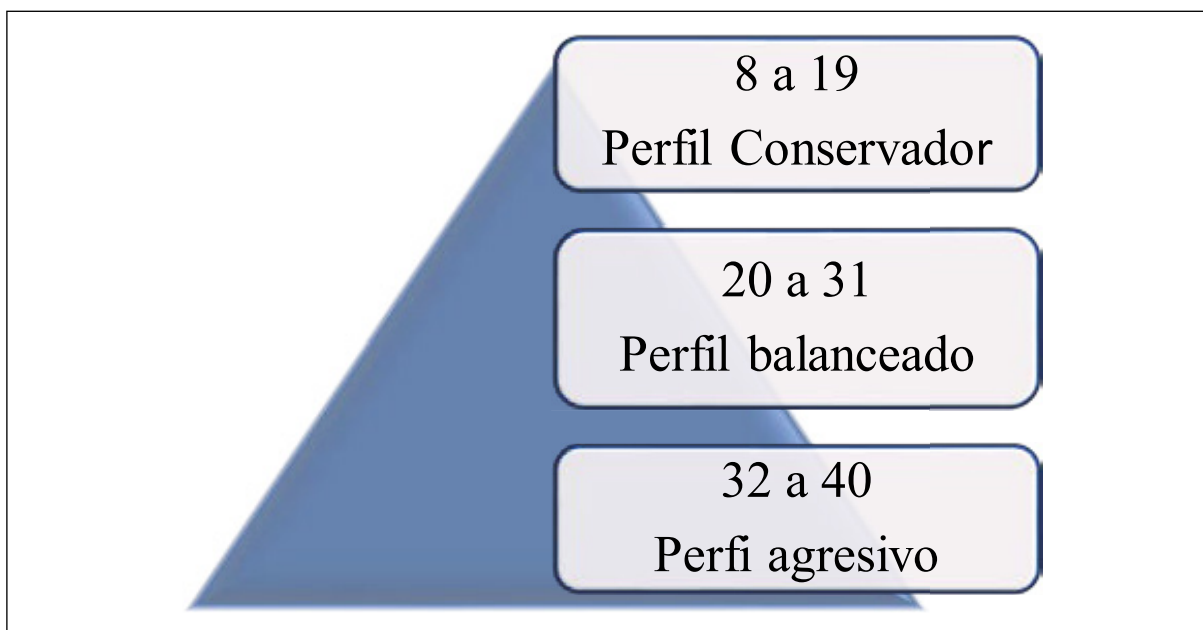 8 a 19
Perfil Conservador
20 a 31
Perfil balanceado
32 a 40
Perfi agresivo